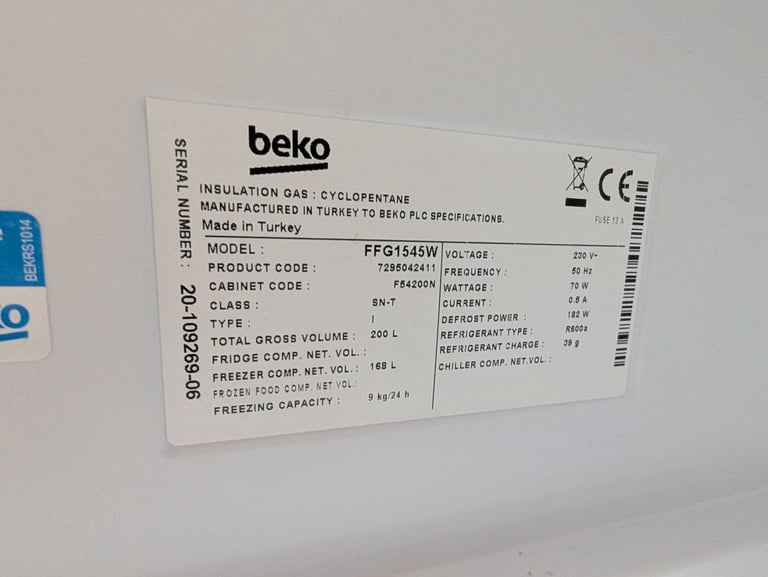 beko
INSULATION GAS : CYCLOPENTANE
MANUFACTURED IN TURKEY TO BEKO PLC SPECIFICATIONS.
Made in Turkey
FUSE 13 A
MODEL : FFG1545W
PRODUCT CODE : 7295042411
CABINET CODE : F54200N
CLASS : SN-T
TYPE : I
TOTAL GROSS VOLUME : 200 L
FRIDGE COMP. NET. VOL. :
FREEZER COMP. NET. VOL. : 168 L
FROZEN FOOD COMP. NET VOL.:
FREEZING CAPACITY : 9 kg/24 h
VOLTAGE : 230 V~
FREQUENCY : 50 Hz
WATTAGE : 70 W
CURRENT : 0.5 A
DEFROST POWER : 182 W
REFRIGERANT TYPE : R600a
REFRIGERANT CHARGE : 39 g
CHILLER COMP. NET.VOL. :
SERIAL NUMBER : 20-109269-06
BEKRS1014
ko